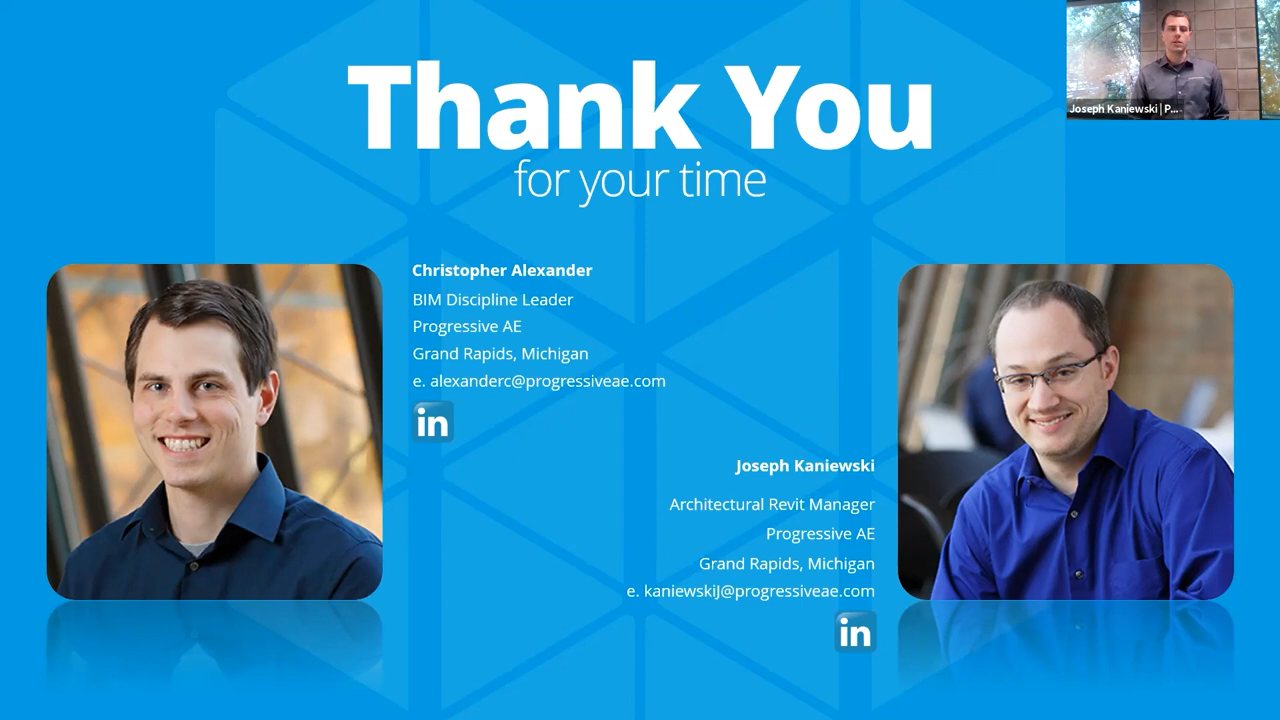 Thank You
for your time
Joseph Kaniewski | P...
Christopher Alexander
BIM Discipline Leader
Progressive AE
Grand Rapids, Michigan
e. alexanderc@progressiveae.com
in
Joseph Kaniewski
Architectural Revit Manager
Progressive AE
Grand Rapids, Michigan
e. kaniewskiJ@progressiveae.com
in